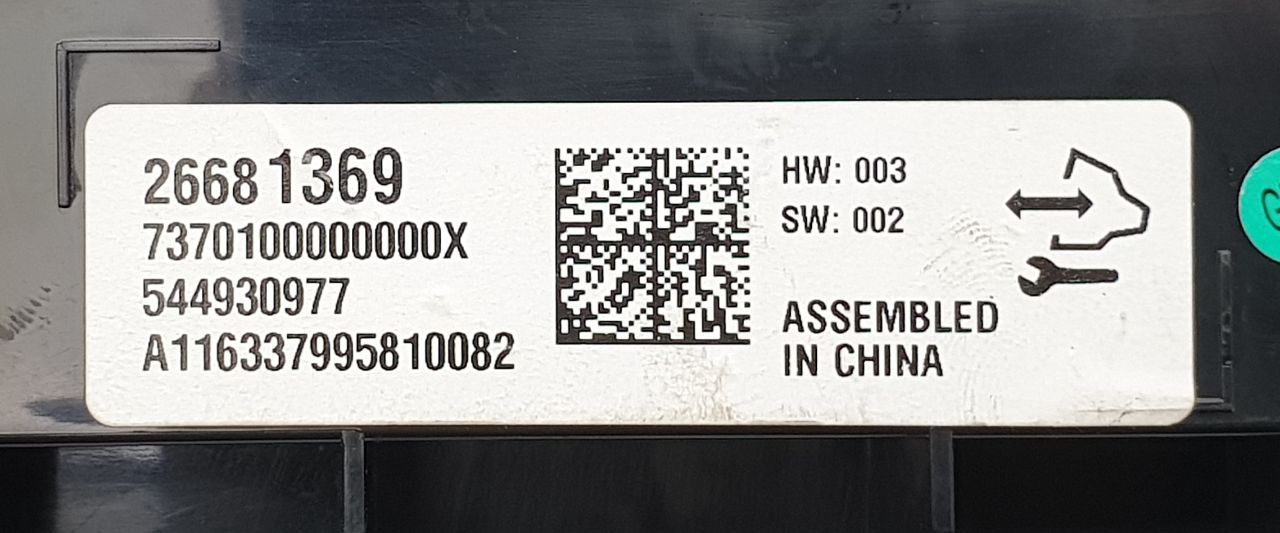 26681369
7370100000000X
544930977
A116337995810082
HW: 003
SW: 002
ASSEMBLED
IN CHINA